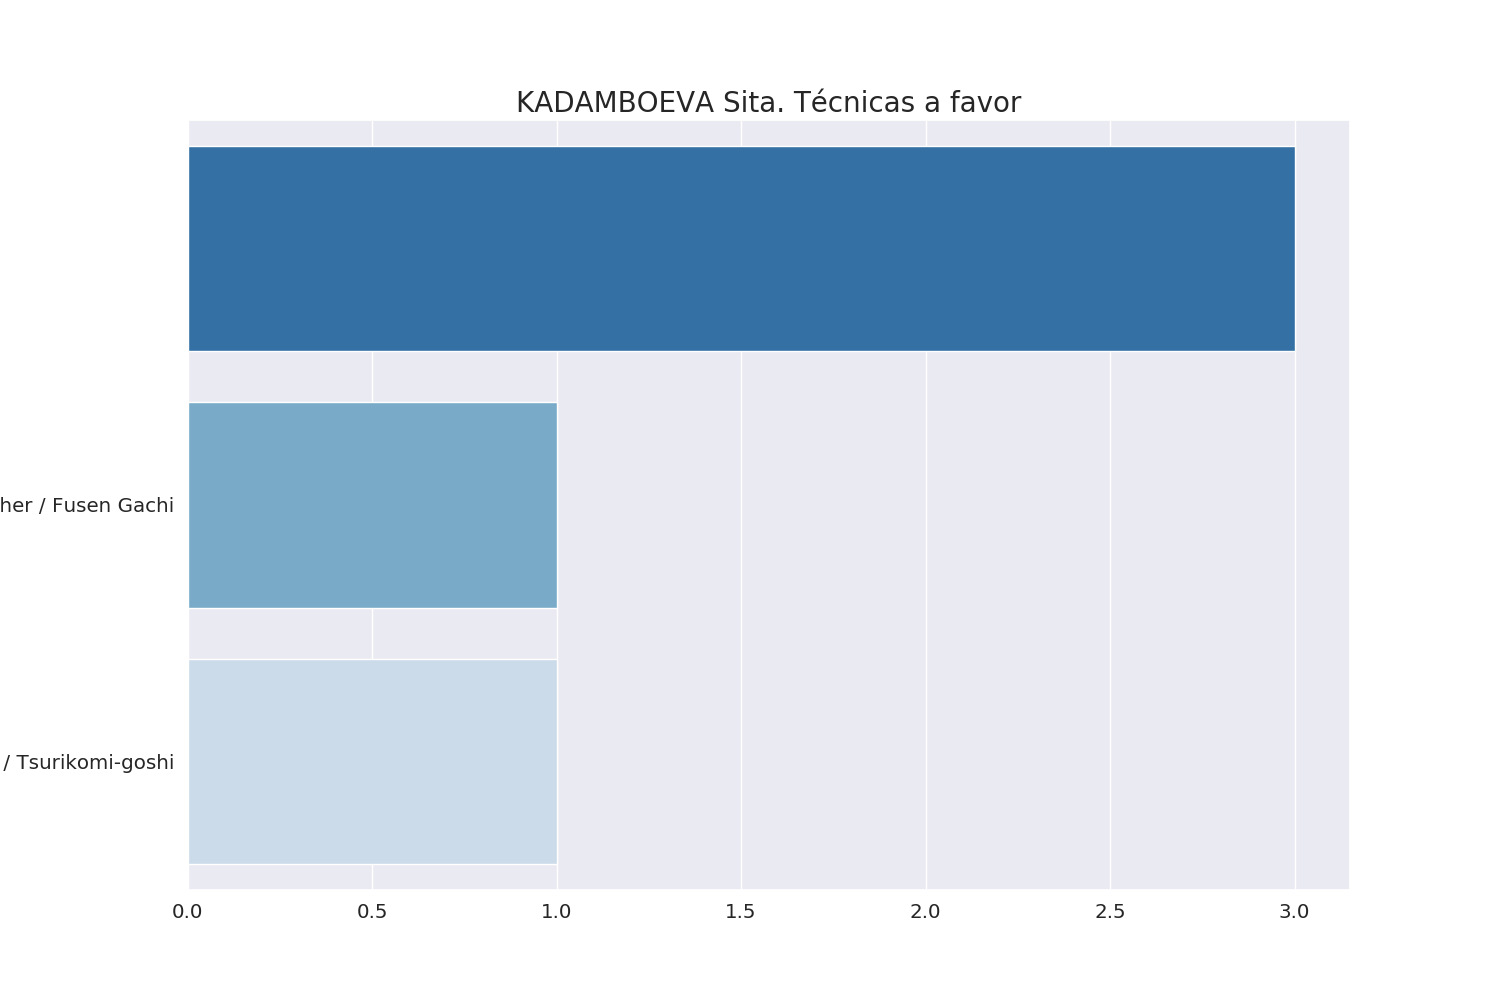 KADAMBOEVA Sita. Técnicas a favor
her / Fusen Gachi
/ Tsurikomi-goshi
0.0 0.5 1.0 1.5 2.0 2.5 3.0